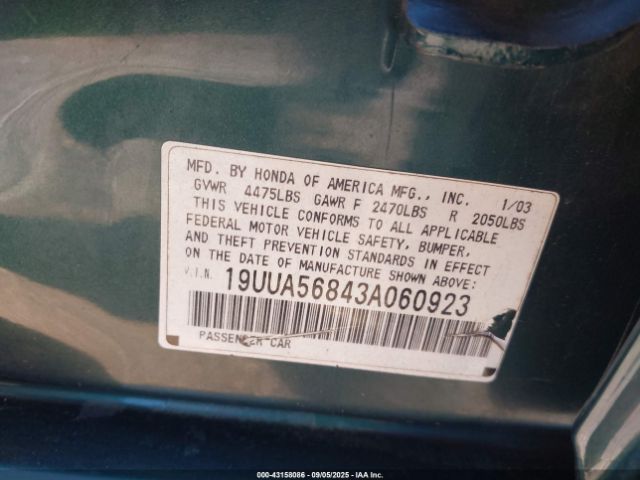 MFD. BY HONDA OF AMERICA MFG., INC. 1/03
GVWR 4475LBS GAWR F 2470LBS R 2050LBS
THIS VEHICLE CONFORMS TO ALL APPLICABLE
FEDERAL MOTOR VEHICLE SAFETY, BUMPER,
AND THEFT PREVENTION STANDARDS IN EFFECT
ON THE DATE OF MANUFACTURE SHOWN ABOVE:
V.I.N. 19UUA56843A060923
PASSENGER CAR
000-43158086 - 09/05/2025 - IAA Inc.